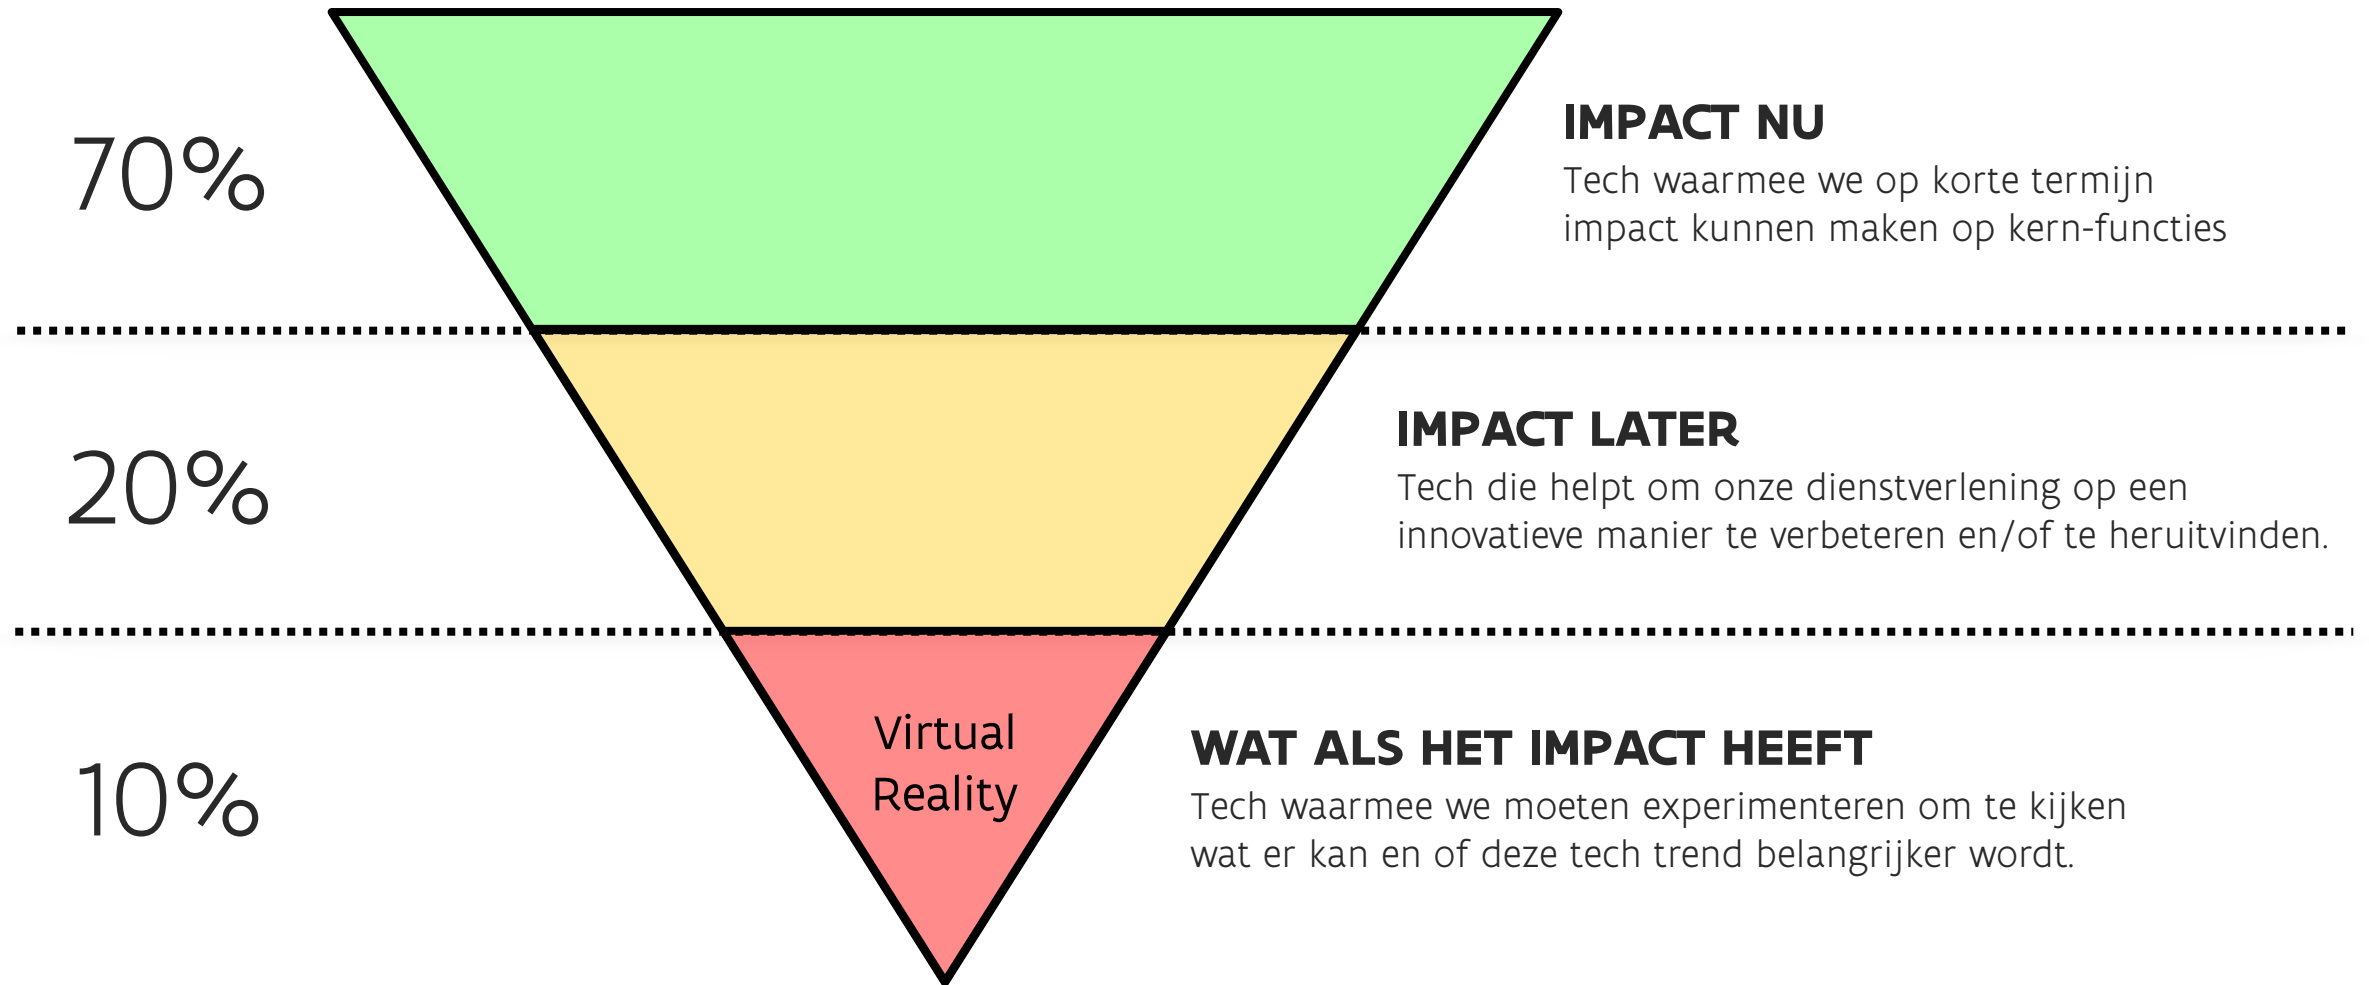 70%
IMPACT NU
Tech waarmee we op korte termijn
impact kunnen maken op kern-functies
20%
IMPACT LATER
Tech die helpt om onze dienstverlening op een
innovatieve manier te verbeteren en/of te heruitvinden.
10%
Virtual
Reality
WAT ALS HET IMPACT HEEFT
Tech waarmee we moeten experimenteren om te kijken
wat er kan en of deze tech trend belangrijker wordt.